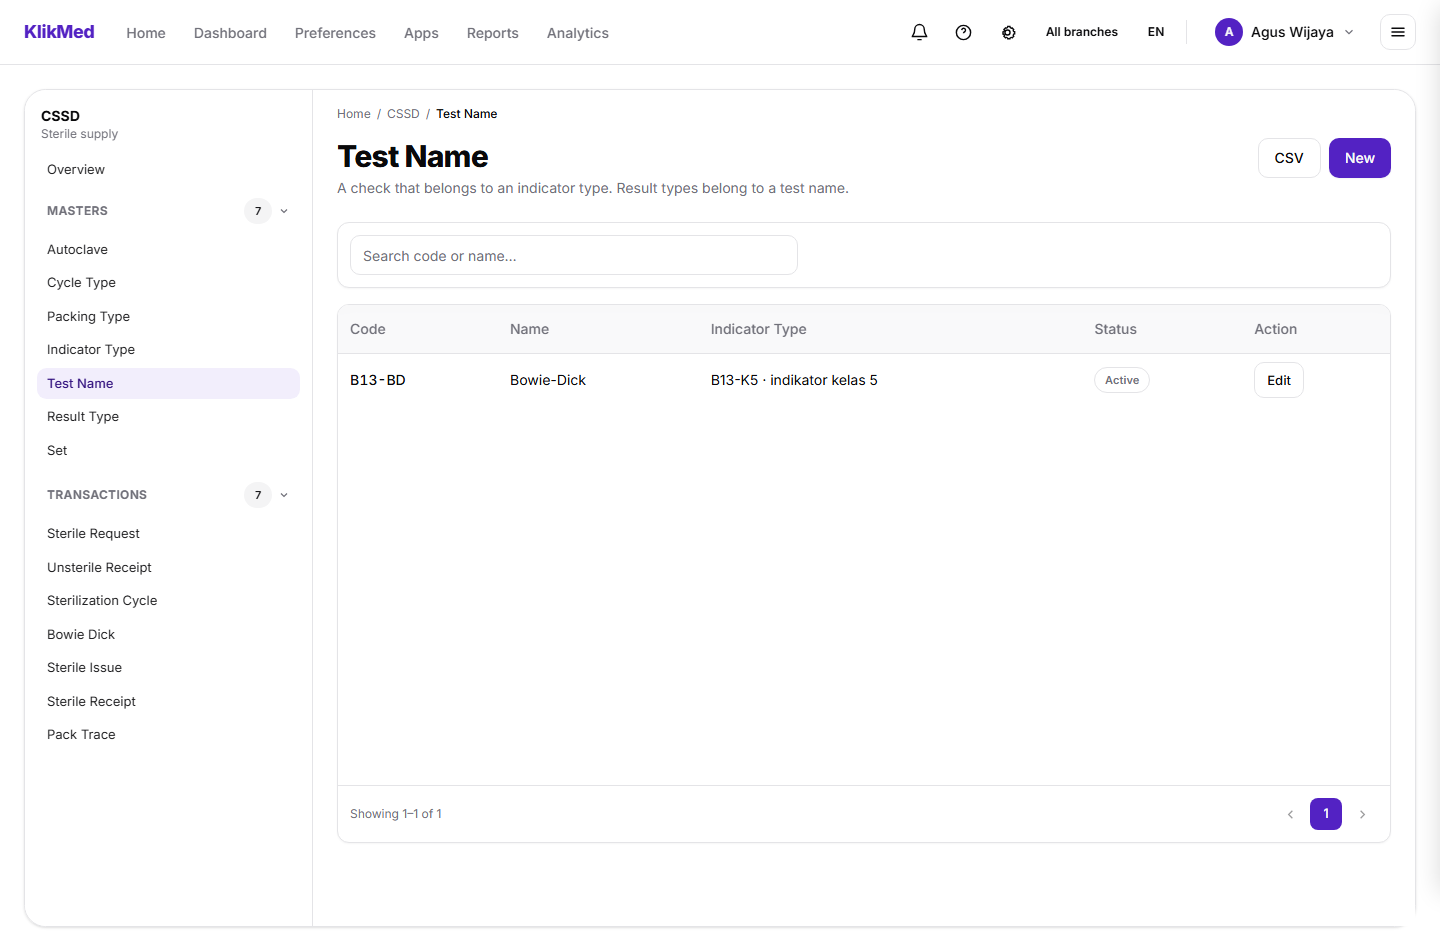 KlikMed
Home
Dashboard
Preferences
Apps
Reports
Analytics
All branches
EN
A
Agus Wijaya
CSSD
Sterile supply
Overview
MASTERS
7
Autoclave
Cycle Type
Packing Type
Indicator Type
Test Name
Result Type
Set
TRANSACTIONS
7
Sterile Request
Unsterile Receipt
Sterilization Cycle
Bowie Dick
Sterile Issue
Sterile Receipt
Pack Trace
Home / CSSD / Test Name
Test Name
A check that belongs to an indicator type. Result types belong to a test name.
CSV
New
Search code or name...
Code Name Indicator Type Status Action
B13-BD Bowie-Dick B13-K5 · indikator kelas 5 Active Edit
Showing 1–1 of 1
1